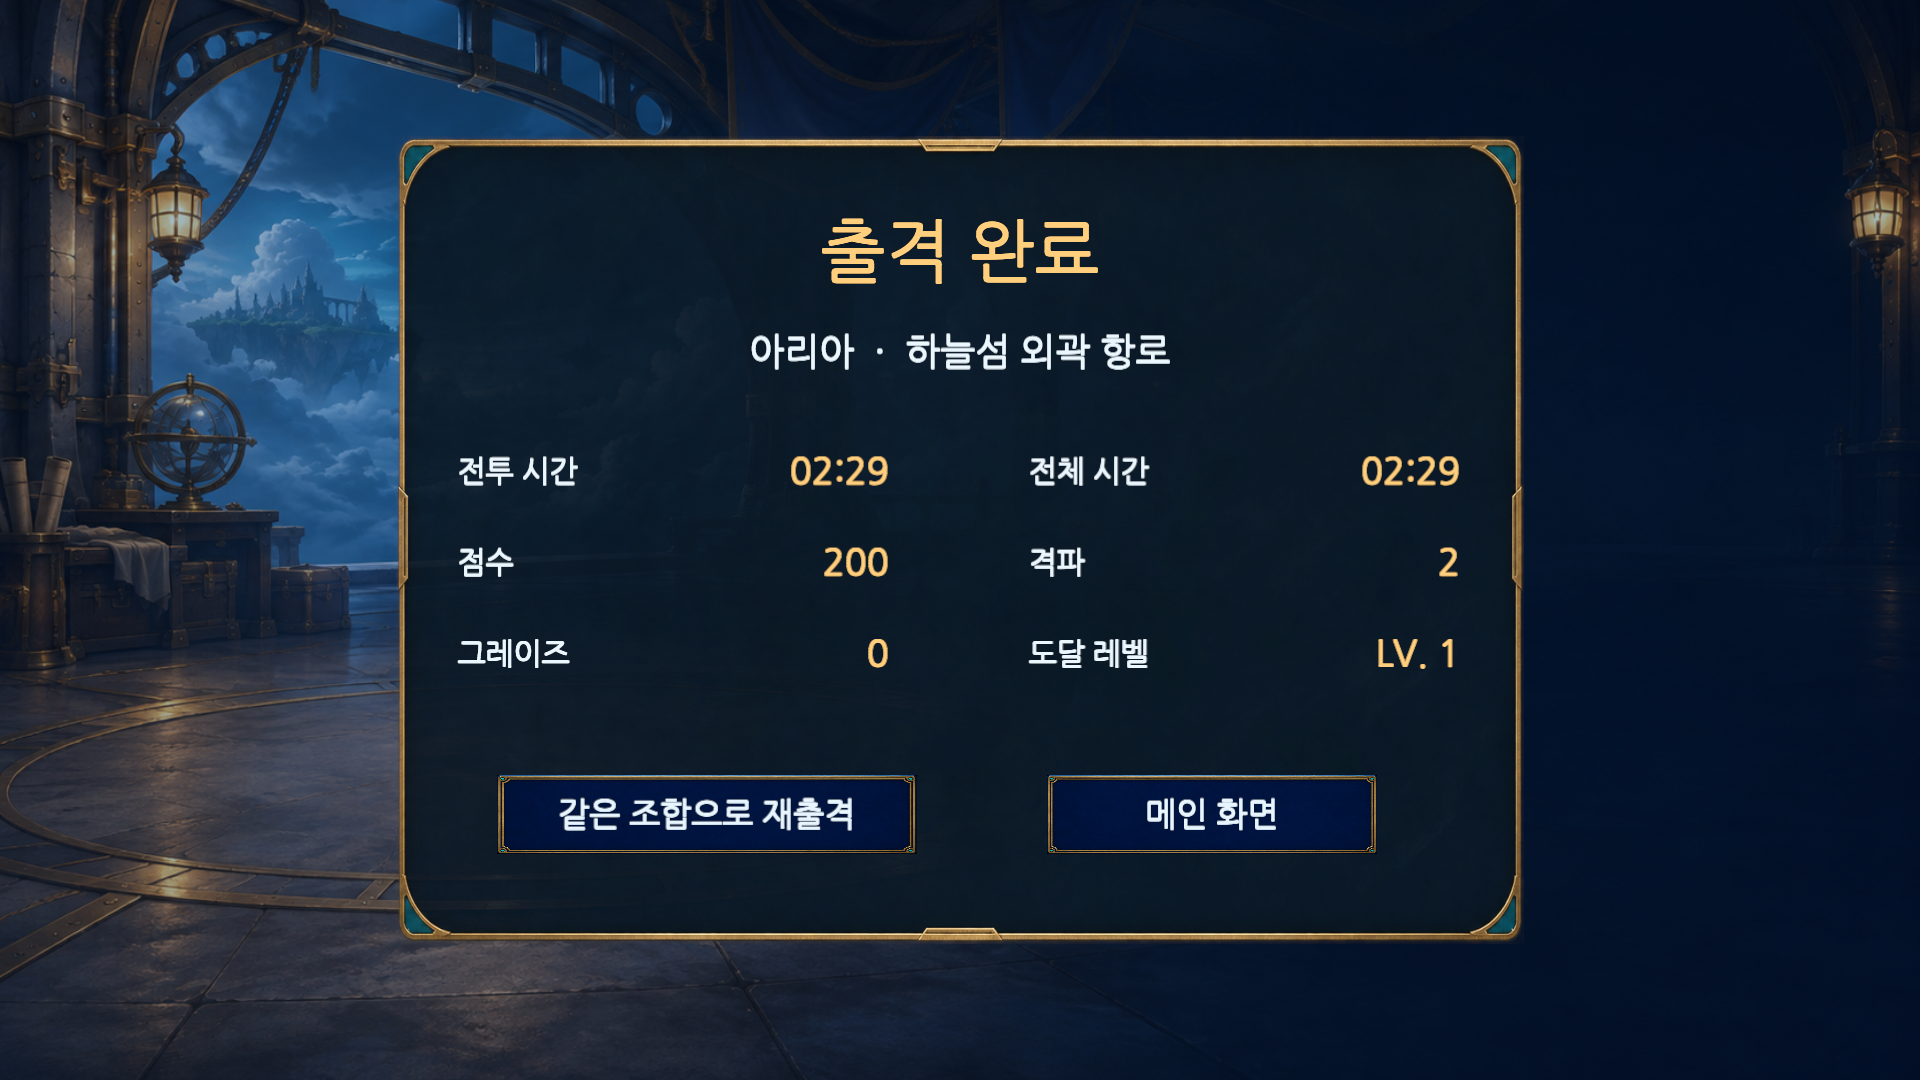 출격 완료
아리아 · 하늘섬 외곽 항로
전투 시간 02:29 전체 시간 02:29
점수 200 격파 2
그레이즈 0 도달 레벨 LV. 1
같은 조합으로 재출격 메인 화면